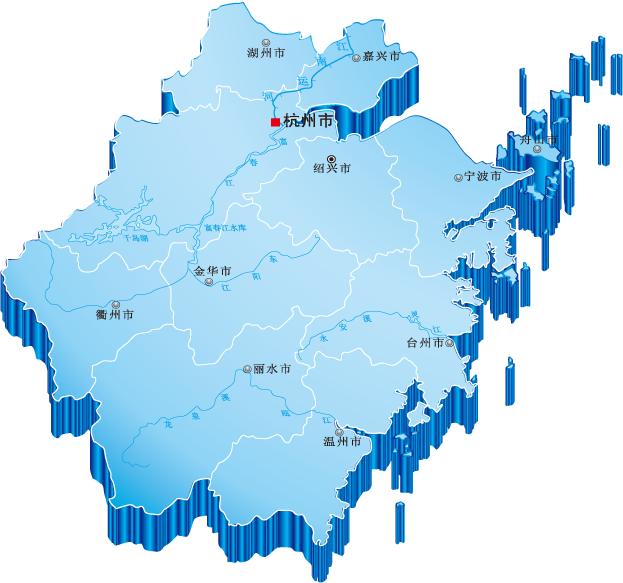 湖州市
嘉兴市
江
南
运
河
杭州市
舟山市
富
春
江
绍兴市
宁波市
千岛湖
富春江水库
金华市
东
阳
江
衢州市
永
安
溪
灵
江
台州市
丽水市
龙
泉
溪
瓯
江
温州市